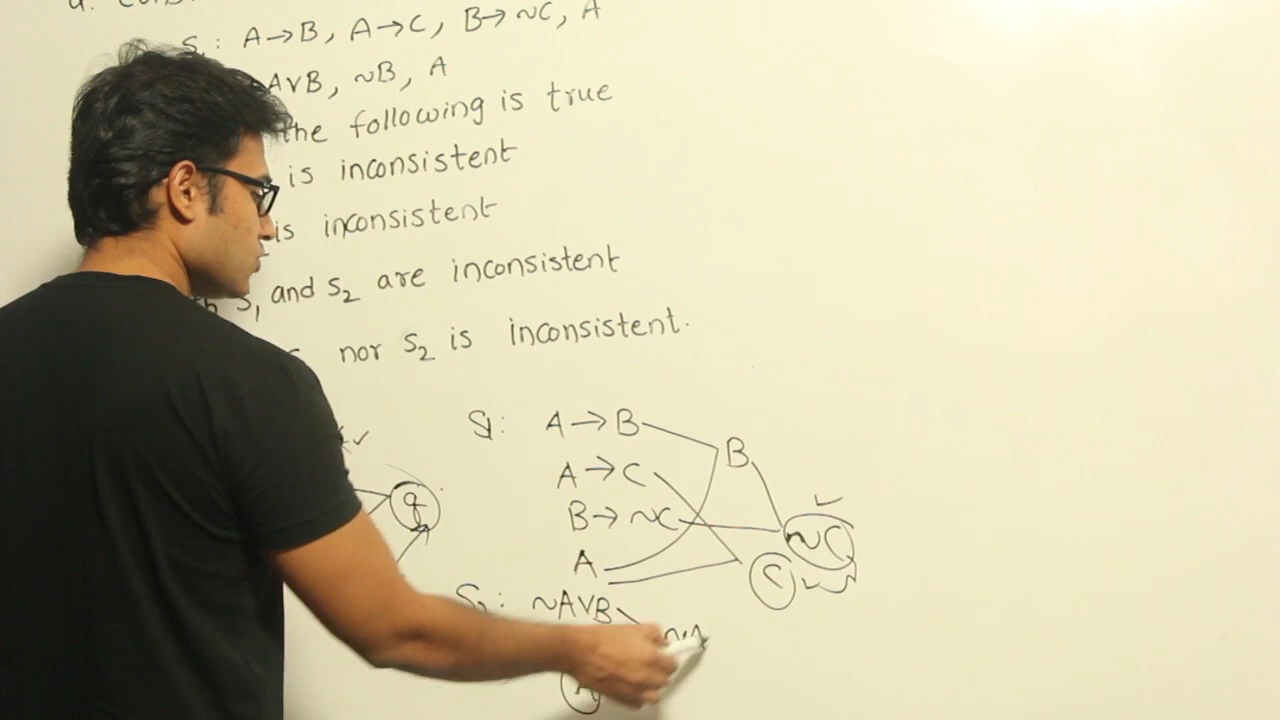 S₁ : A→B, A→C, B→~C, A
~A∨B, ~B, A
the following is true
is inconsistent
is inconsistent
S₁ and S₂ are inconsistent
nor S₂ is inconsistent.
S₁: A→B
B
A→C
B→~C
~C
A
C
q
S₂: ~A∨B
~A
A